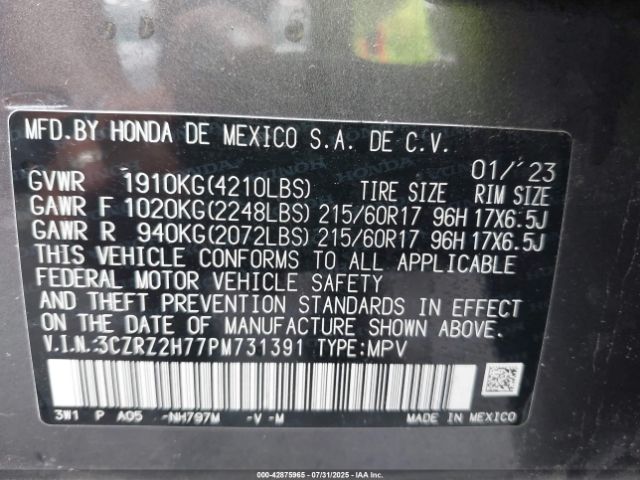 MFD.BY HONDA DE MEXICO S.A. DE C.V.
01/'23
GVWR 1910KG(4210LBS) TIRE SIZE RIM SIZE
GAWR F 1020KG(2248LBS) 215/60R17 96H 17X6.5J
GAWR R 940KG(2072LBS) 215/60R17 96H 17X6.5J
THIS VEHICLE CONFORMS TO ALL APPLICABLE
FEDERAL MOTOR VEHICLE SAFETY
AND THEFT PREVENTION STANDARDS IN EFFECT
ON THE DATE OF MANUFACTURE SHOWN ABOVE.
V.I.N.:3CZRZ2H77PM731391 TYPE:MPV
3W1 P A05 -NH797M -V -M
MADE IN MEXICO
000-42875965 07/31/2025 IAAI.COM